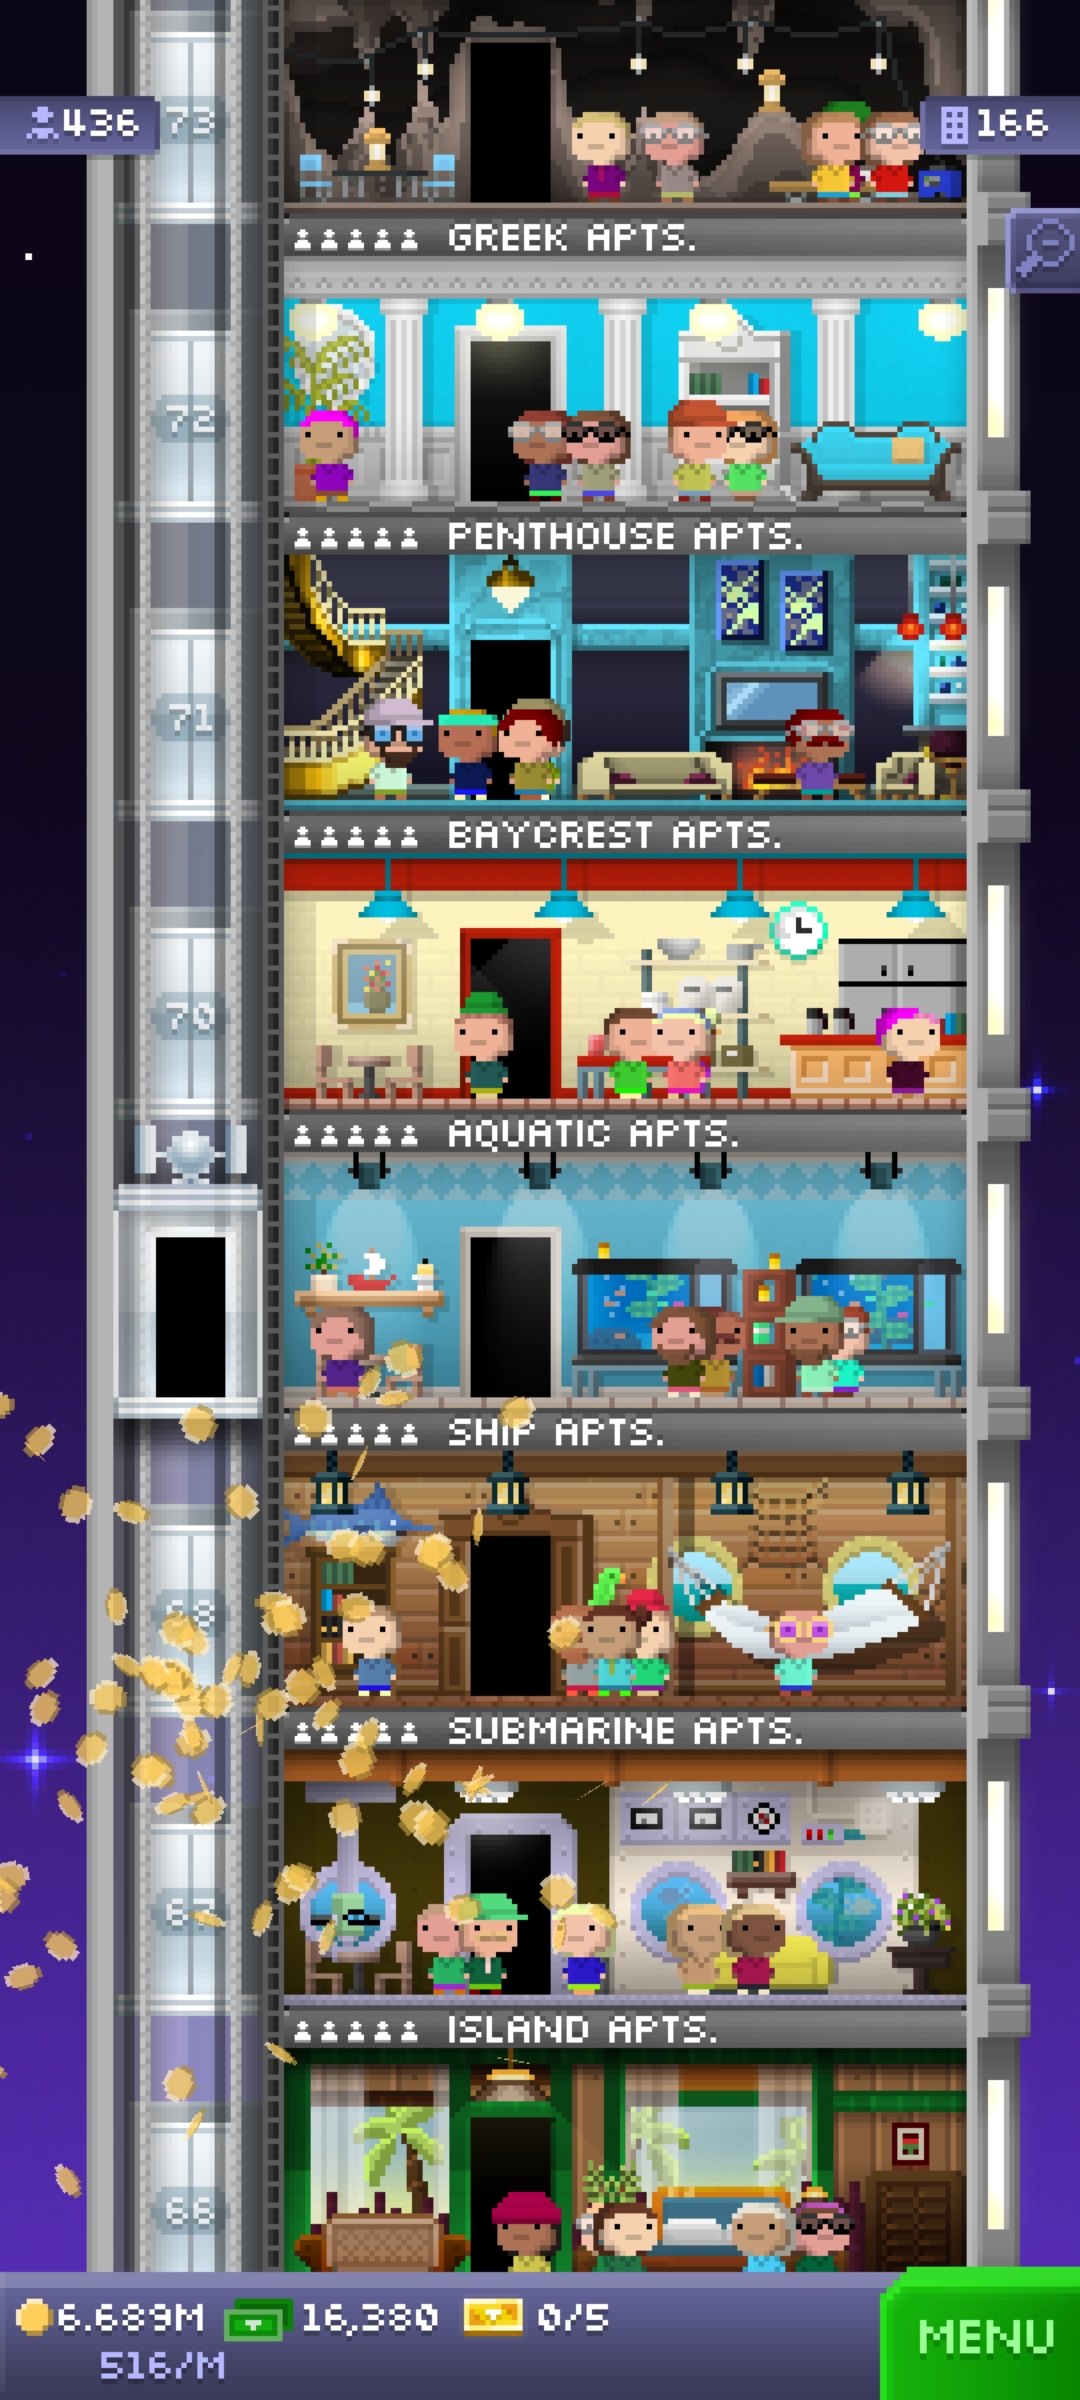 436
73
166
GREEK APTS.
72
PENTHOUSE APTS.
71
BAYCREST APTS.
70
AQUATIC APTS.
SHIP APTS.
68
SUBMARINE APTS.
67
ISLAND APTS.
66
6.689M 16,380 0/5
516/M
MENU